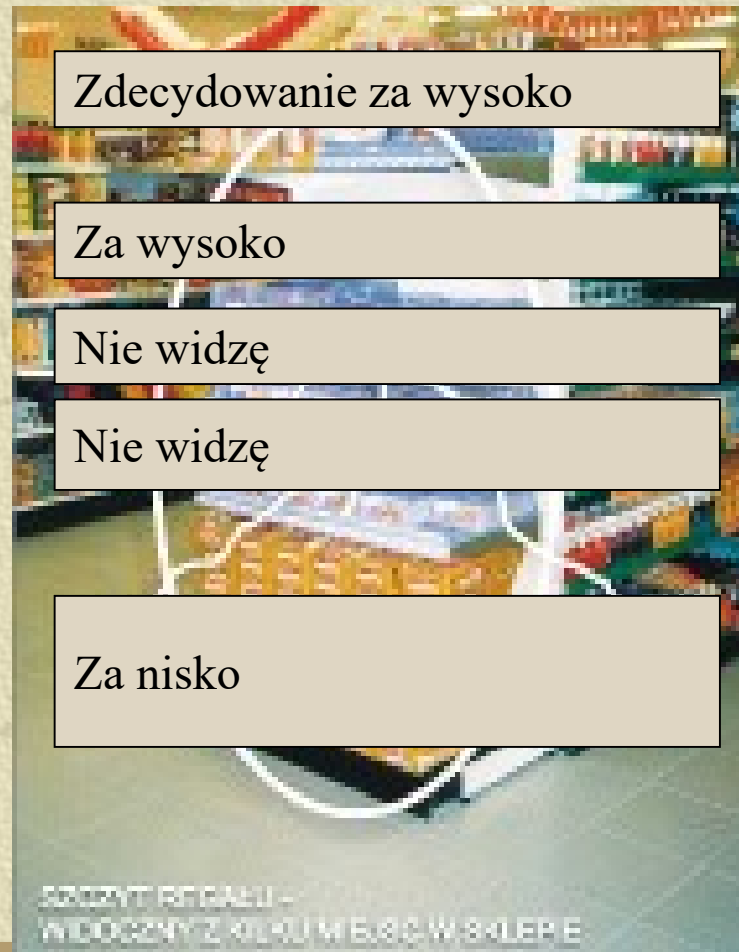 Zdecydowanie za wysoko
Za wysoko
Nie widzę
Nie widzę
Za nisko
SZCZYT REGAŁU –
WIDOCZNY Z KILKU MIEJSC W SKLEPIE